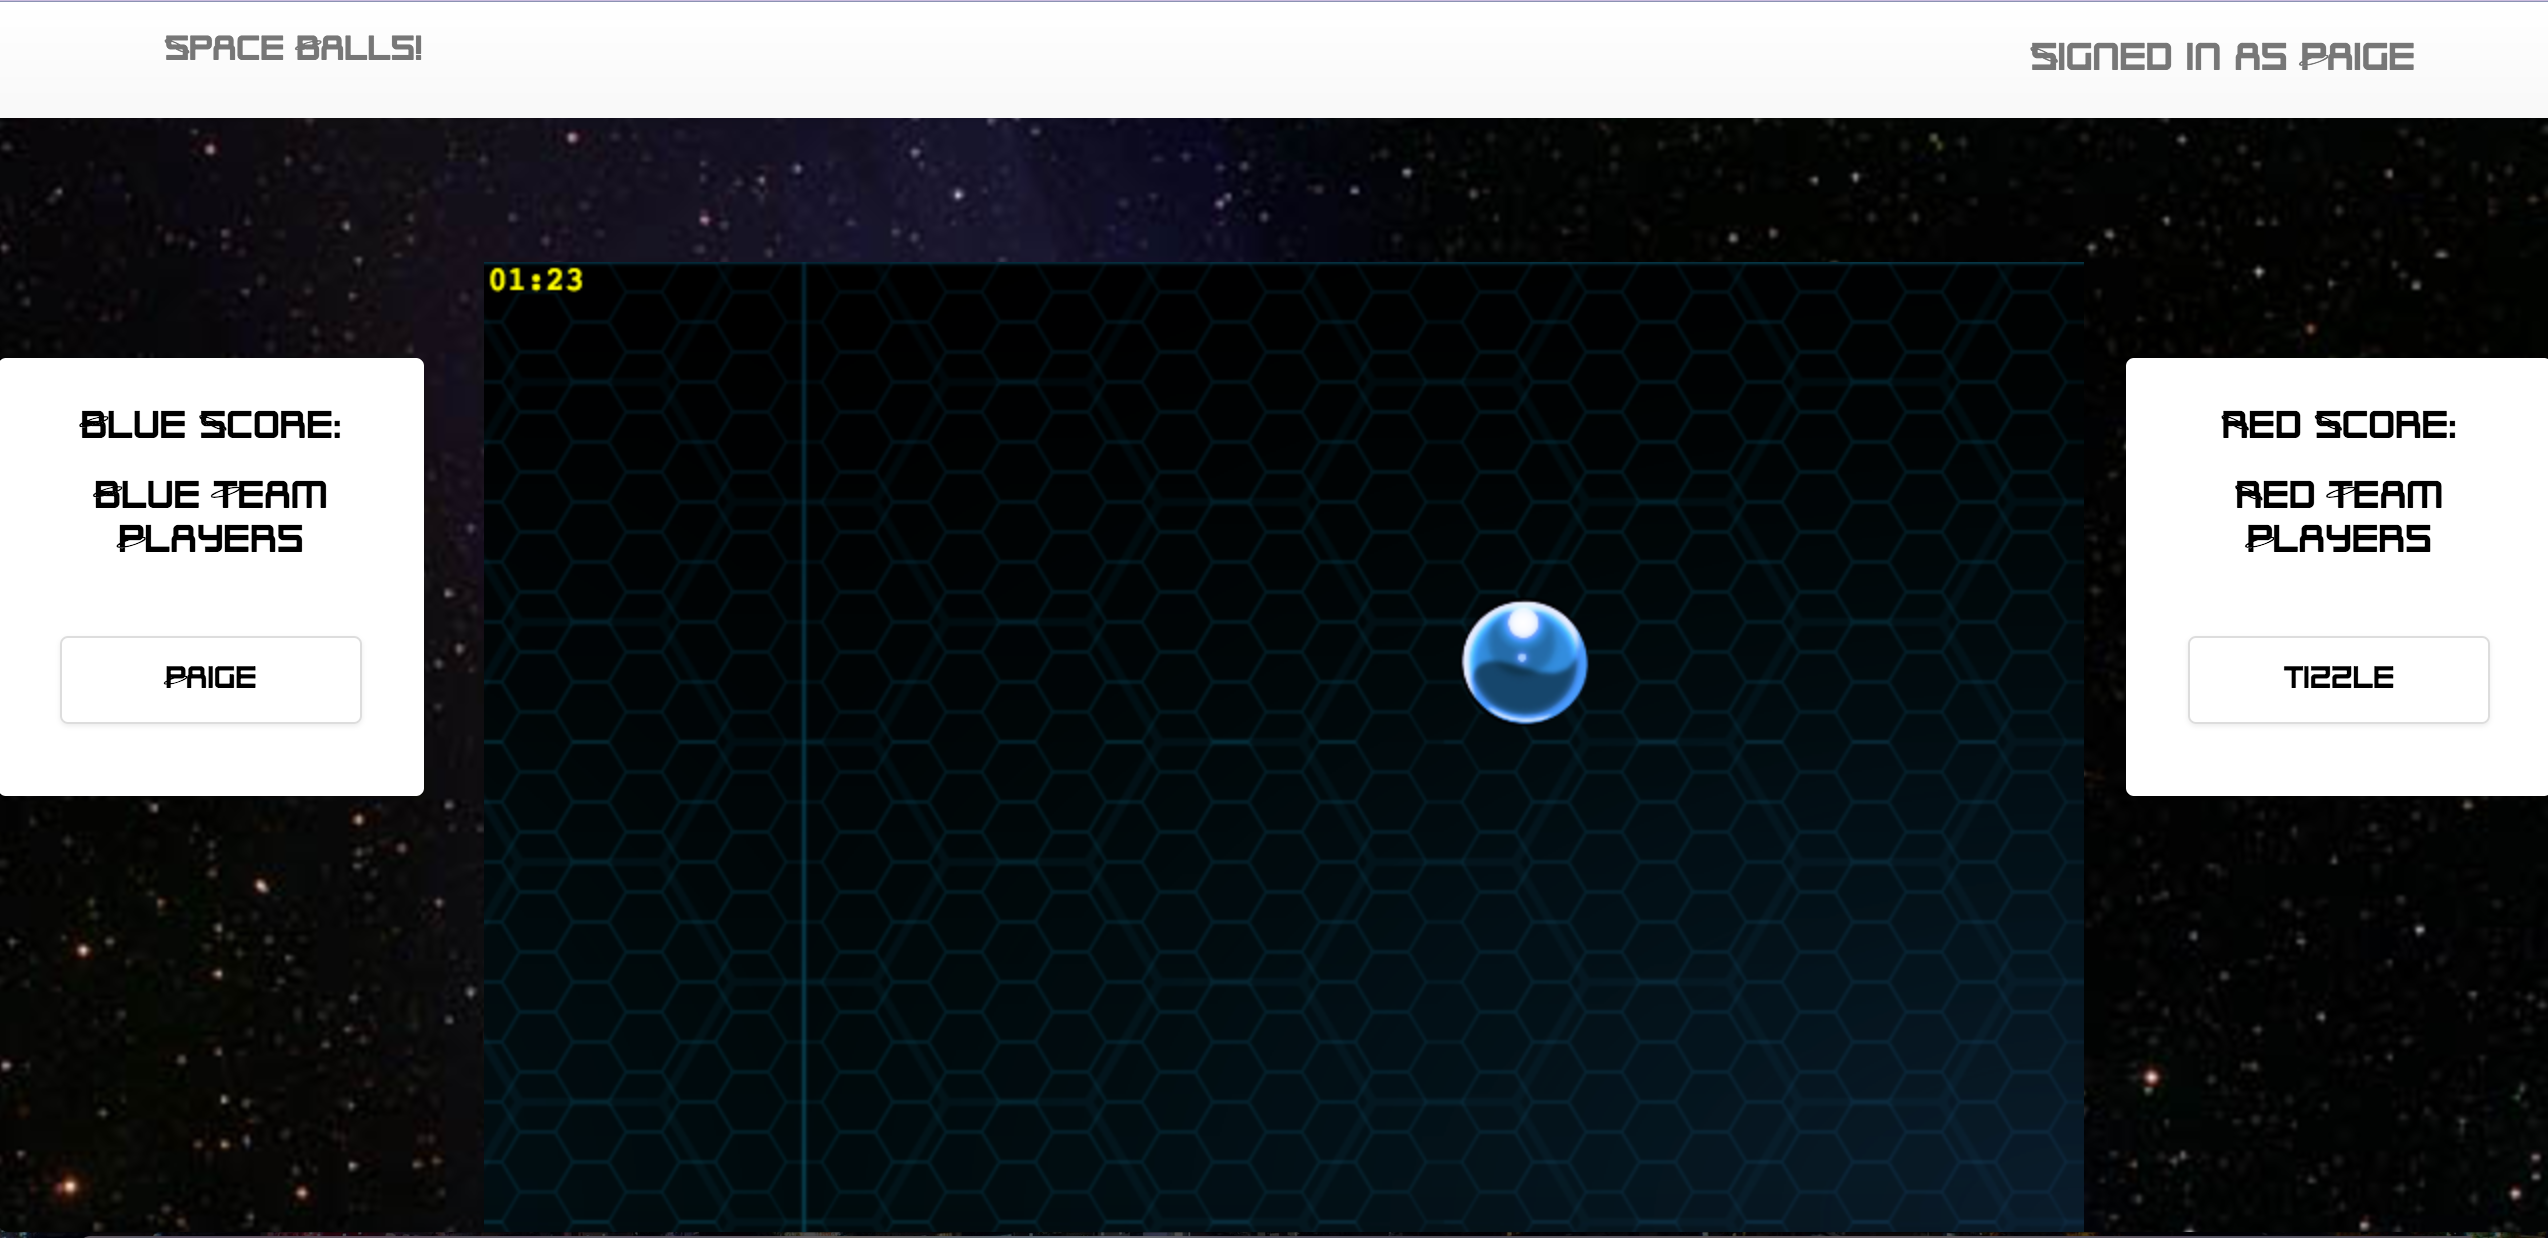 SPACE BALLS!
SIGNED IN AS PAIGE
01:23
BLUE SCORE:
BLUE TEAM
PLAYERS
PAIGE
RED SCORE:
RED TEAM
PLAYERS
TIZZLE